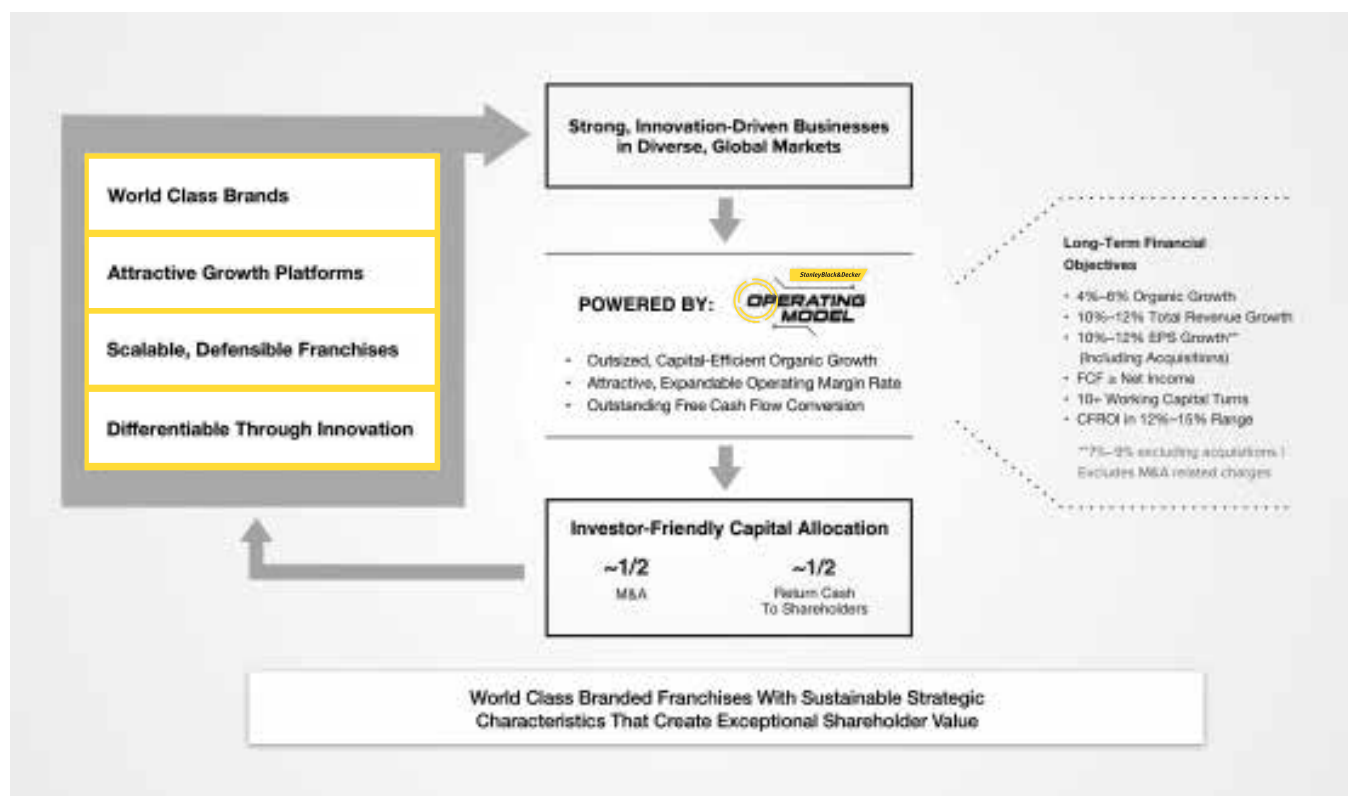 World Class Brands
Attractive Growth Platforms
Scalable, Defensible Franchises
Differentiable Through Innovation
Strong, Innovation-Driven Businesses
in Diverse, Global Markets
StanleyBlack&Decker
POWERED BY: OPERATING
MODEL
• Outsized, Capital-Efficient Organic Growth
• Attractive, Expandable Operating Margin Rate
• Outstanding Free Cash Flow Conversion
Investor-Friendly Capital Allocation
~1/2 ~1/2
M&A Return Cash
To Shareholders
Long-Term Financial
Objectives
• 4%–6% Organic Growth
• 10%–12% Total Revenue Growth
• 10%–12% EPS Growth**
(Including Acquisitions)
• FCF ≥ Net Income
• 10+ Working Capital Turns
• CFROI in 12%–15% Range
**7%–9% excluding acquisitions |
Excludes M&A related charges
World Class Branded Franchises With Sustainable Strategic
Characteristics That Create Exceptional Shareholder Value